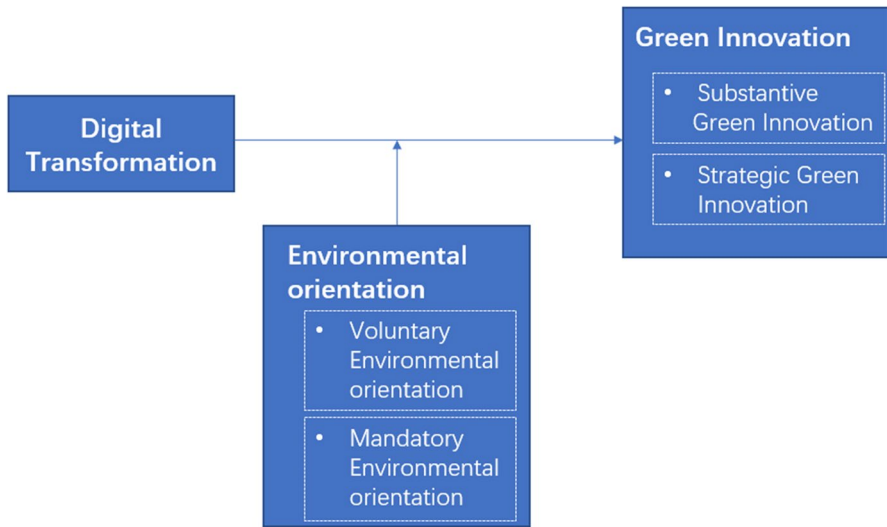 Digital
Transformation
Green Innovation
• Substantive
Green Innovation
• Strategic Green
Innovation
Environmental
orientation
• Voluntary
Environmental
orientation
• Mandatory
Environmental
orientation